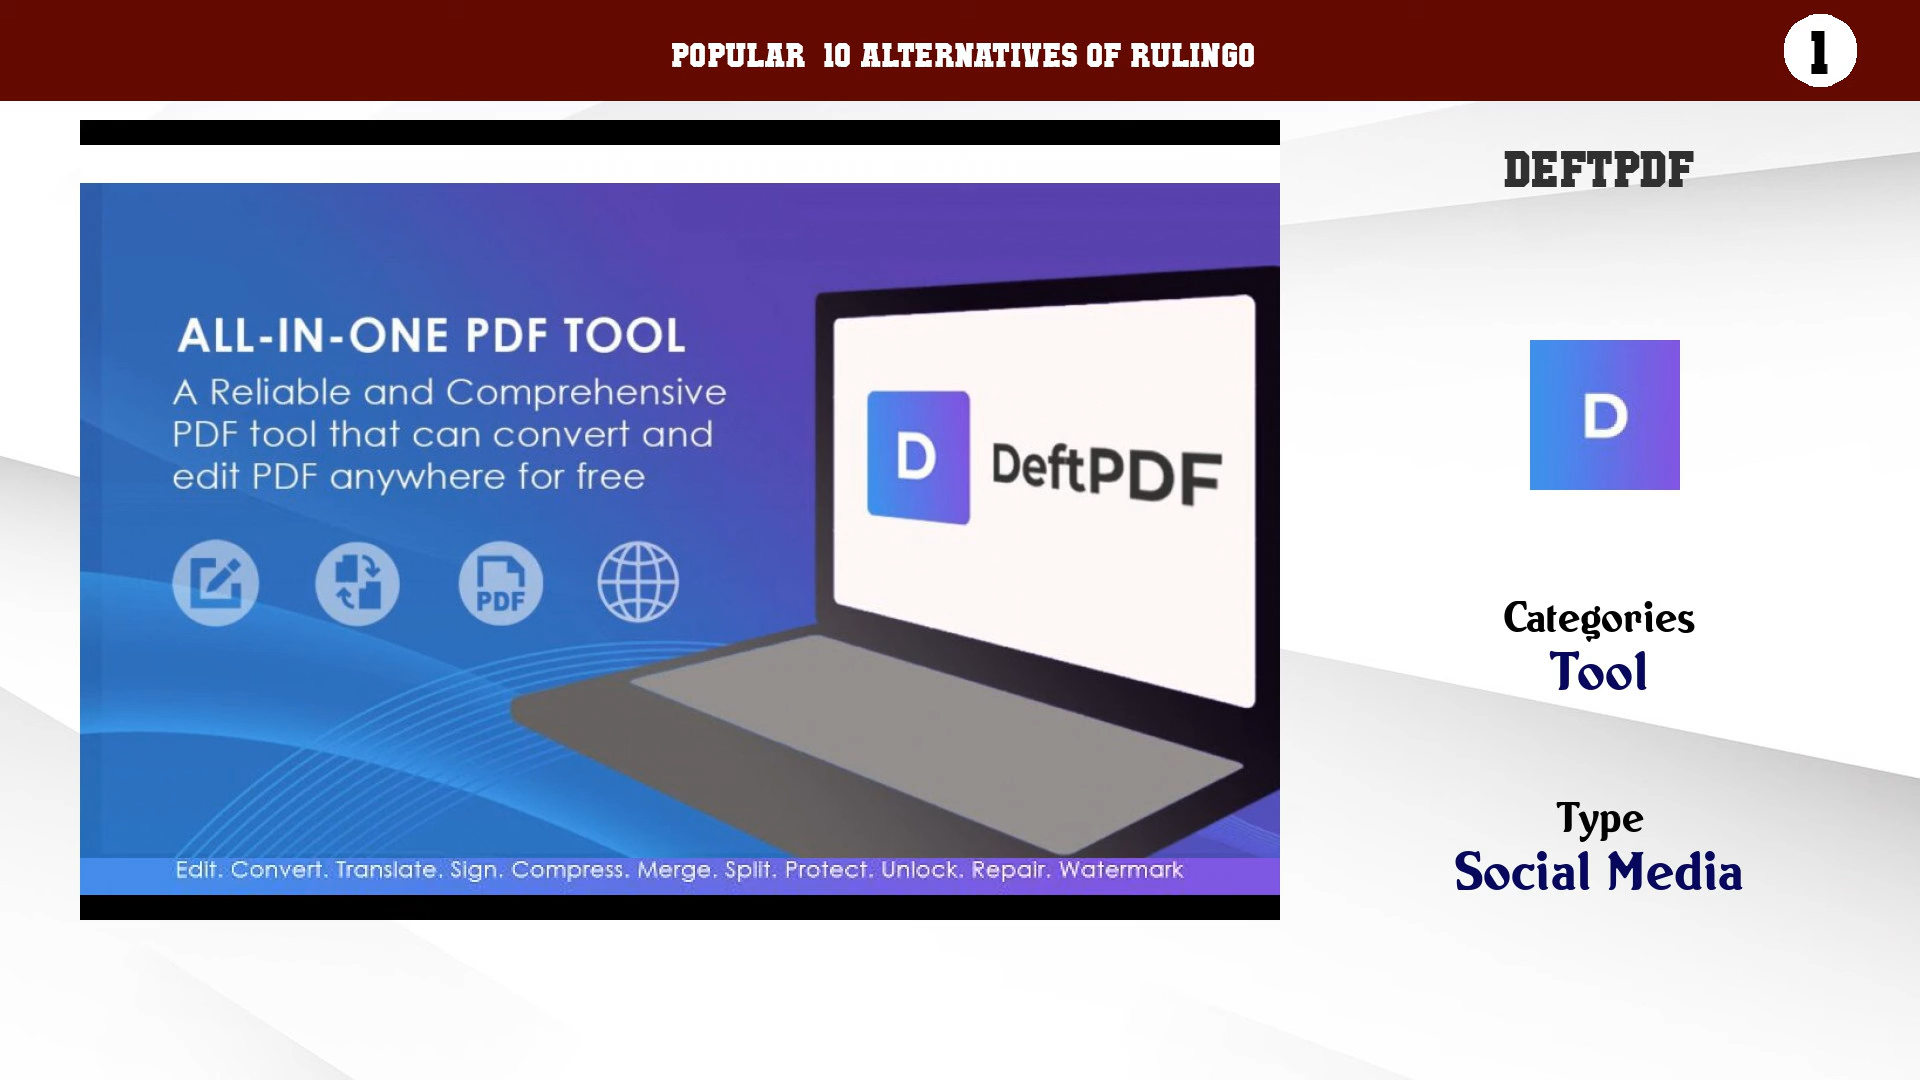 POPULAR 10 ALTERNATIVES OF RULINGO
1
ALL-IN-ONE PDF TOOL
A Reliable and Comprehensive
PDF tool that can convert and
edit PDF anywhere for free
PDF
Edit. Convert. Translate. Sign. Compress. Merge. Split. Protect. Unlock. Repair. Watermark
D
DeftPDF
DEFTPDF
D
Categories
Tool
Type
Social Media